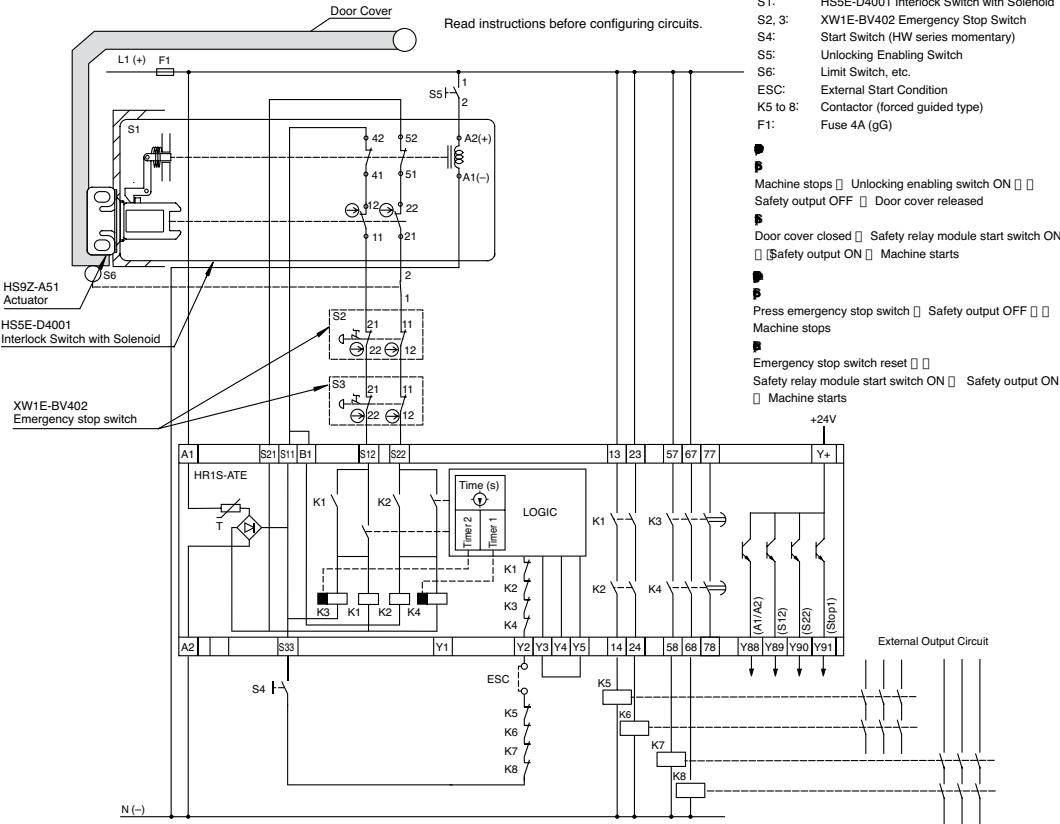 Door Cover
Read instructions before configuring circuits.
S1: HS5E-D4001 Interlock Switch with Solenoid
S2, 3: XW1E-BV402 Emergency Stop Switch
S4: Start Switch (HW series momentary)
S5: Unlocking Enabling Switch
S6: Limit Switch, etc.
ESC: External Start Condition
K5 to 8: Contactor (forced guided type)
F1: Fuse 4A (gG)
Machine stops Unlocking enabling switch ON
Safety output OFF Door cover released
Door cover closed Safety relay module start switch ON
Safety output ON Machine starts
Press emergency stop switch Safety output OFF
Machine stops
Emergency stop switch reset
Safety relay module start switch ON Safety output ON
Machine starts
L1 (+) F1
S5 1
2
S1
42 52 A2(+)
41 51 A1(–)
12 22
11 21
S6
2
1
HS9Z-A51
Actuator
HS5E-D4001
Interlock Switch with Solenoid
S2
21 11
22 12
S3
21 11
22 12
XW1E-BV402
Emergency stop switch
+24V
A1 S21 S11 B1 S12 S22 13 23 57 67 77 Y+
HR1S-ATE
T
K1 K2
Time (s)
Timer 2 Timer 1
LOGIC
K1 K3
K1
K2
K3
K4
K2 K4
K3 K1 K2 K4
(A1/A2) (S12) (S22) (Stop1)
A2 S33 Y1 Y2 Y3 Y4 Y5 14 24 58 68 78 Y88 Y89 Y90 Y91
External Output Circuit
S4
ESC
K5
K6
K7
K8
K5
K6
K7
K8
N (–)